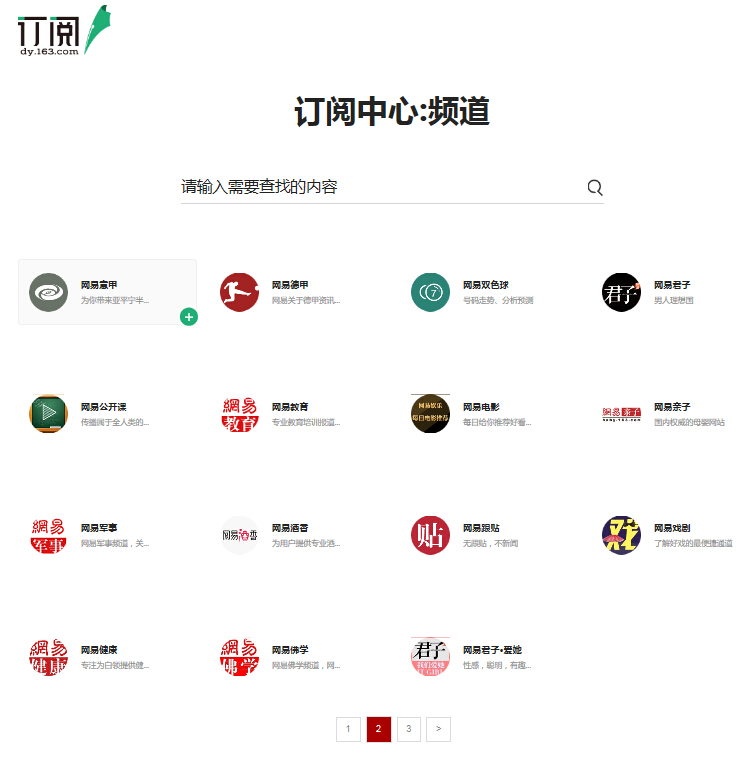 订阅
dy.163.com
订阅中心:频道
请输入需要查找的内容
网易意甲
为你带来亚平宁半...
网易德甲
网易关于德甲资讯...
7
网易双色球
号码走势、分析预测
君子
网易君子
男人理想国
网易公开课
传播属于全人类的...
網易
教育
网易教育
专业教育培训报道...
网易娱乐
每日电影推荐
网易电影
每日给你推荐好看...
網易 亲子
网易亲子
国内权威的母婴网站
網易
军事
网易军事
网易军事频道，关...
网易酒香
网易酒香
为用户提供专业酒...
贴
网易跟贴
无跟贴，不新闻
戏
网易戏剧
了解好戏的最便捷通道
網易
健康
网易健康
专注为白领提供健...
網易
佛学
网易佛学
网易佛学频道，网...
君子
我们爱她
网易君子•爱她
性感，聪明，有趣...
1 2 3 >